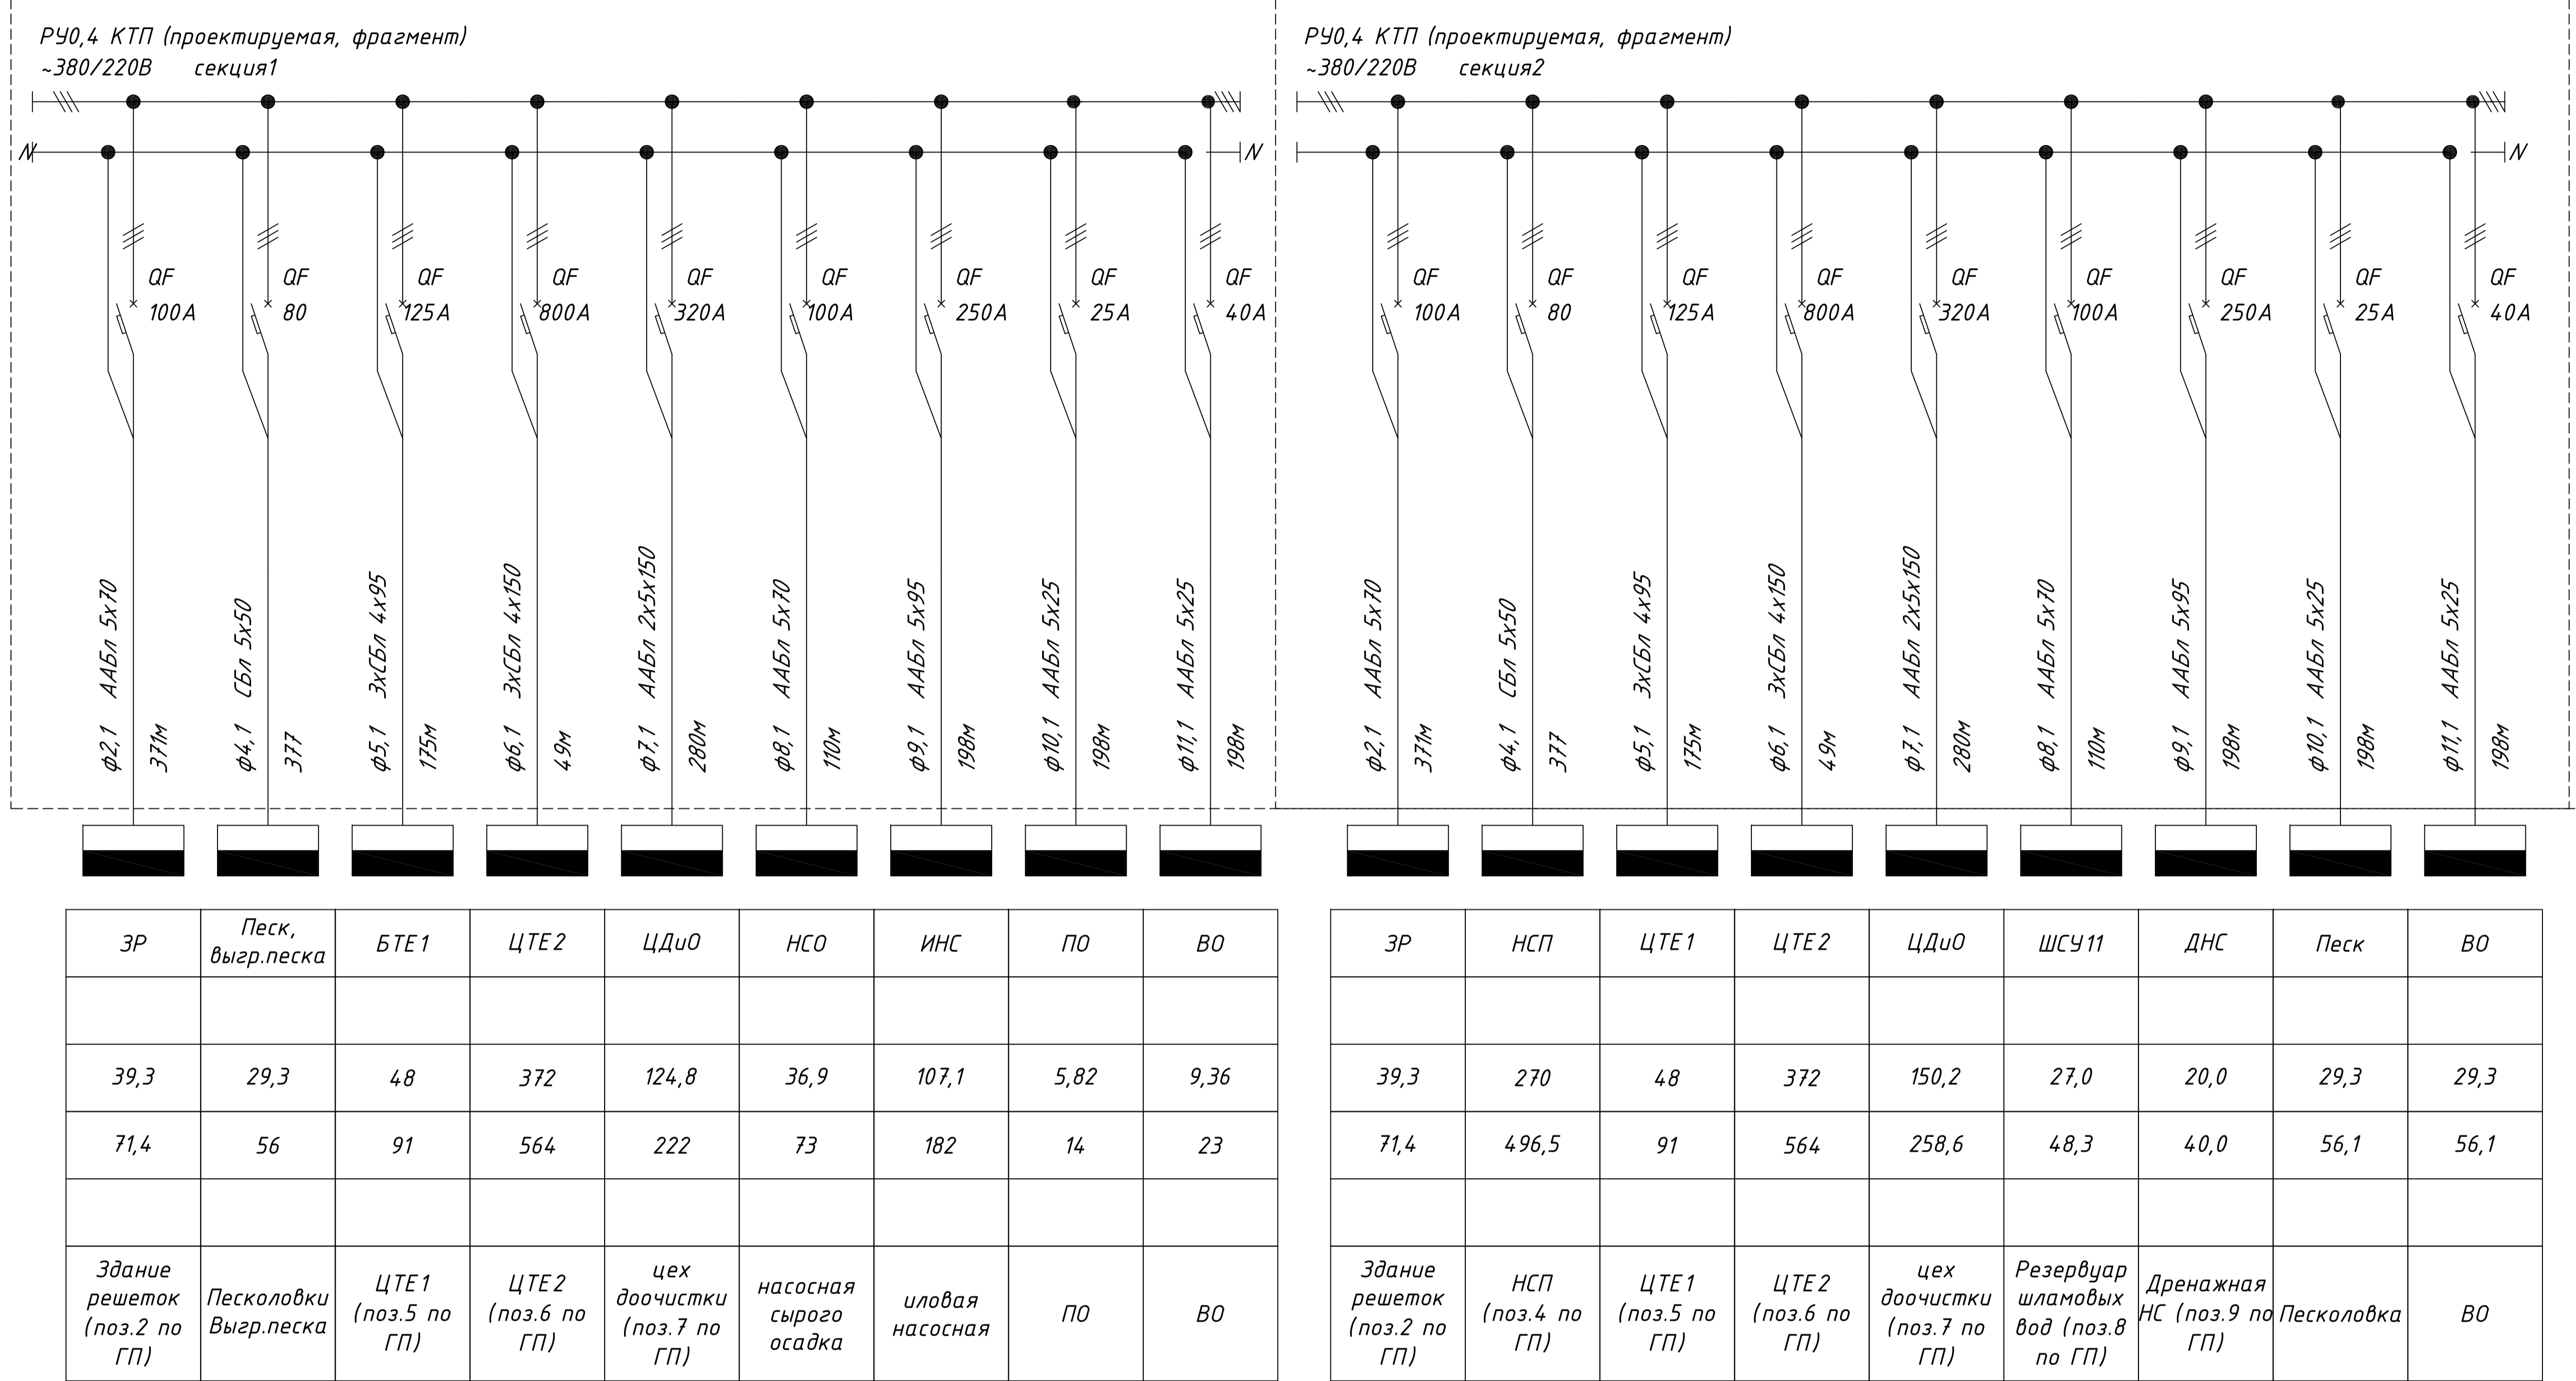 РУ0,4 КТП (проектируемая, фрагмент)
~380/220В секция1
N
N
QF
100А
QF
80
QF
125А
QF
800А
QF
320А
QF
100А
QF
250А
QF
25А
QF
40А
ф2,1 ААБл 5х70
371м
ф4,1 СБл 5х50
377
ф5,1 3хСБл 4х95
175м
ф6,1 3хСБл 4х150
49м
ф7,1 ААБл 2х5х150
280м
ф8,1 ААБл 5х70
110м
ф9,1 ААБл 5х95
198м
ф10,1 ААБл 5х25
198м
ф11,1 ААБл 5х25
198м
ЗР
Песк,
выгр.песка
БТЕ1
ЦТЕ2
ЦДиО
НСО
ИНС
ПО
ВО
39,3
29,3
48
372
124,8
36,9
107,1
5,82
9,36
71,4
56
91
564
222
73
182
14
23
Здание
решеток
(поз.2 по
ГП)
Песколовки
Выгр.песка
ЦТЕ1
(поз.5 по
ГП)
ЦТЕ2
(поз.6 по
ГП)
цех
доочистки
(поз.7 по
ГП)
насосная
сырого
осадка
иловая
насосная
ПО
ВО
РУ0,4 КТП (проектируемая, фрагмент)
~380/220В секция2
N
QF
100А
QF
80
QF
125А
QF
800А
QF
320А
QF
100А
QF
250А
QF
25А
QF
40А
ф2,1 ААБл 5х70
371м
ф4,1 СБл 5х50
377
ф5,1 3хСБл 4х95
175м
ф6,1 3хСБл 4х150
49м
ф7,1 ААБл 2х5х150
280м
ф8,1 ААБл 5х70
110м
ф9,1 ААБл 5х95
198м
ф10,1 ААБл 5х25
198м
ф11,1 ААБл 5х25
198м
ЗР
НСП
ЦТЕ1
ЦТЕ2
ЦДиО
ШСУ11
ДНС
Песк
ВО
39,3
270
48
372
150,2
27,0
20,0
29,3
29,3
71,4
496,5
91
564
258,6
48,3
40,0
56,1
56,1
Здание
решеток
(поз.2 по
ГП)
НСП
(поз.4 по
ГП)
ЦТЕ1
(поз.5 по
ГП)
ЦТЕ2
(поз.6 по
ГП)
цех
доочистки
(поз.7 по
ГП)
Резервуар
шламовых
вод (поз.8
по ГП)
Дренажная
НС (поз.9 по
ГП)
Песколовка
ВО